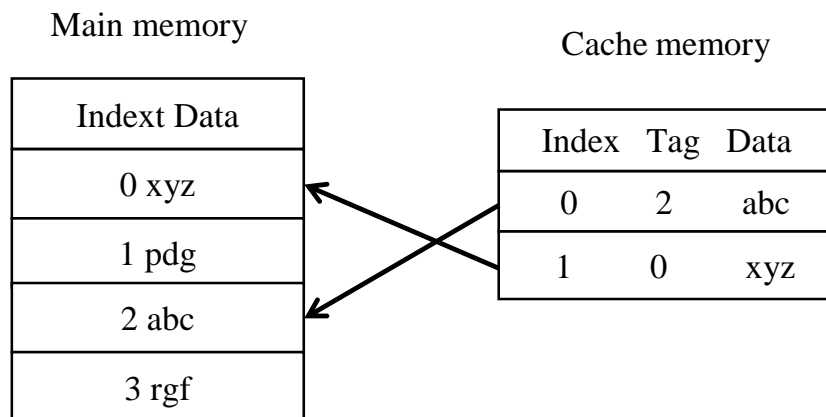 Main memory
Indext Data
0 xyz
1 pdg
2 abc
3 rgf
Cache memory
Index Tag Data
0 2 abc
1 0 xyz